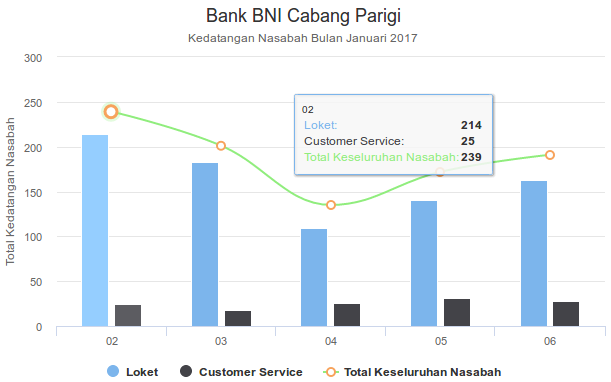 Bank BNI Cabang Parigi
Kedatangan Nasabah Bulan Januari 2017
Total Kedatangan Nasabah
300
250
200
150
100
50
0
02
Loket: 214
Customer Service: 25
Total Keseluruhan Nasabah: 239
02 03 04 05 06
Loket Customer Service Total Keseluruhan Nasabah